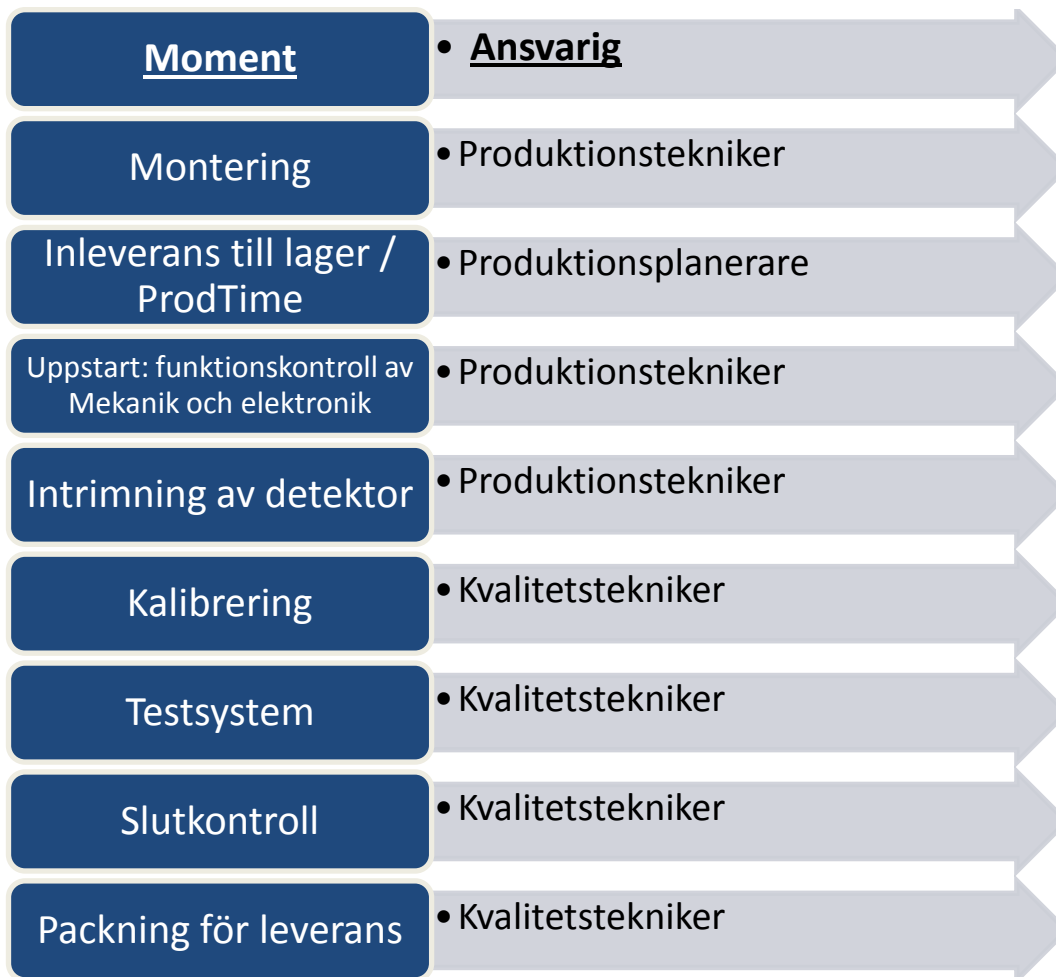 Moment
• Ansvarig
Montering
• Produktionstekniker
Inleverans till lager /
ProdTime
• Produktionsplanerare
Uppstart: funktionskontroll av
Mekanik och elektronik
• Produktionstekniker
Intrimning av detektor
• Produktionstekniker
Kalibrering
• Kvalitetstekniker
Testsystem
• Kvalitetstekniker
Slutkontroll
• Kvalitetstekniker
Packning för leverans
• Kvalitetstekniker